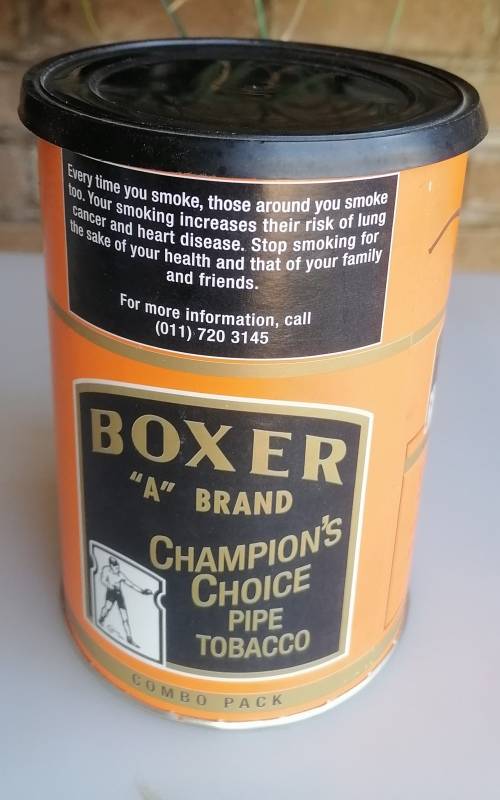 Every time you smoke, those around you smoke
too. Your smoking increases their risk of lung
cancer and heart disease. Stop smoking for
the sake of your health and that of your family
and friends.
For more information, call
(011) 720 3145
BOXER
"A" BRAND
CHAMPION'S
CHOICE
PIPE
TOBACCO
COMBO PACK